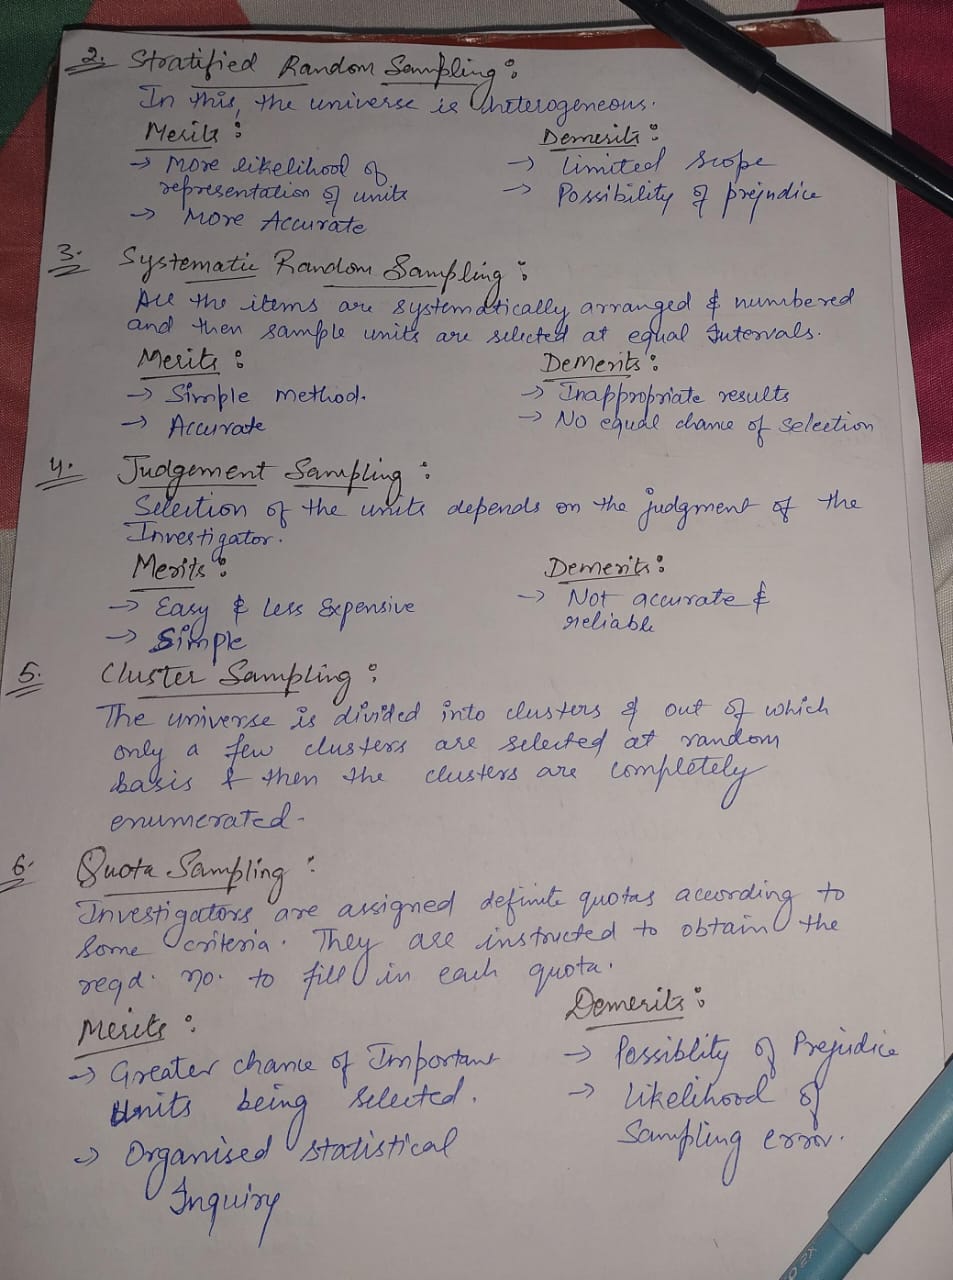 2. Stratified Random Sampling :
In this, the universe is heterogeneous.
Merits :
→ More likelihood of
representation of units
→ More Accurate
Demerits :
→ Limited scope
→ Possibility of prejudice
3. Systematic Random Sampling :
All the items are systematically arranged & numbered
and then sample units are selected at equal Intervals.
Merits :
→ Simple method.
→ Accurate
DeMerits :
→ Inappropriate results
→ No equal chance of selection
4. Judgement Sampling :
Selection of the units depends on the judgment of the
Investigator.
Merits :
→ Easy & less Expensive
→ Simple
Demerits :
→ Not accurate &
reliable
5. Cluster Sampling :
The universe is divided into clusters & out of which
only a few clusters are selected at random
basis & then the clusters are completely
enumerated.
6. Quota Sampling :
Investigators are assigned definite quotas according to
some criteria. They are instructed to obtain the
reqd. no. to fill in each quota.
Merits :
→ Greater chance of Important
Units being selected.
→ Organised statistical
Inquiry
Demerits :
→ Possiblity of Prejudice
→ Likelihood of
Sampling error.